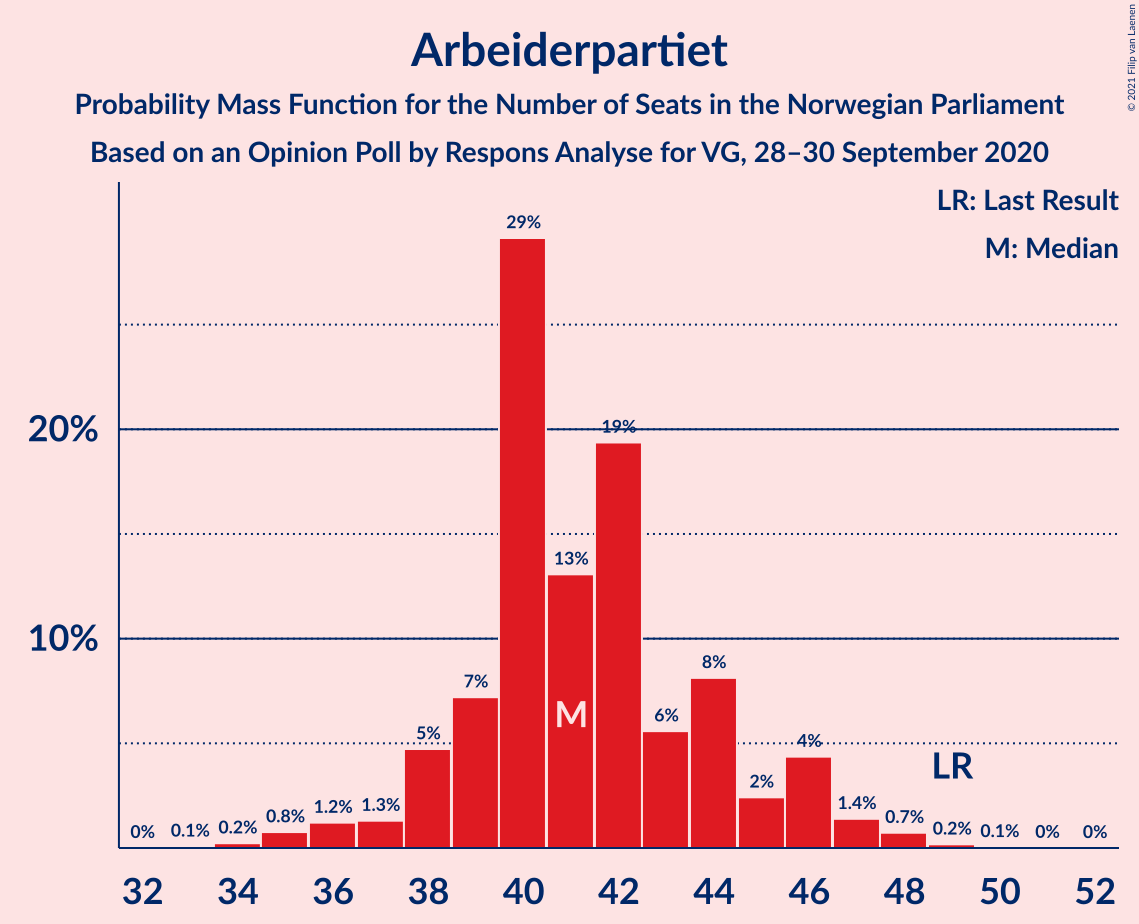 Arbeiderpartiet
Probability Mass Function for the Number of Seats in the Norwegian Parliament
Based on an Opinion Poll by Respons Analyse for VG, 28–30 September 2020
© 2021 Filip van Laenen
LR: Last Result
M: Median
20%
10%
0%
0.1%
0.2%
0.8%
1.2%
1.3%
5%
7%
29%
13%
19%
6%
8%
2%
4%
1.4%
0.7%
0.2%
0.1%
0%
0%
M
LR
32 34 36 38 40 42 44 46 48 50 52